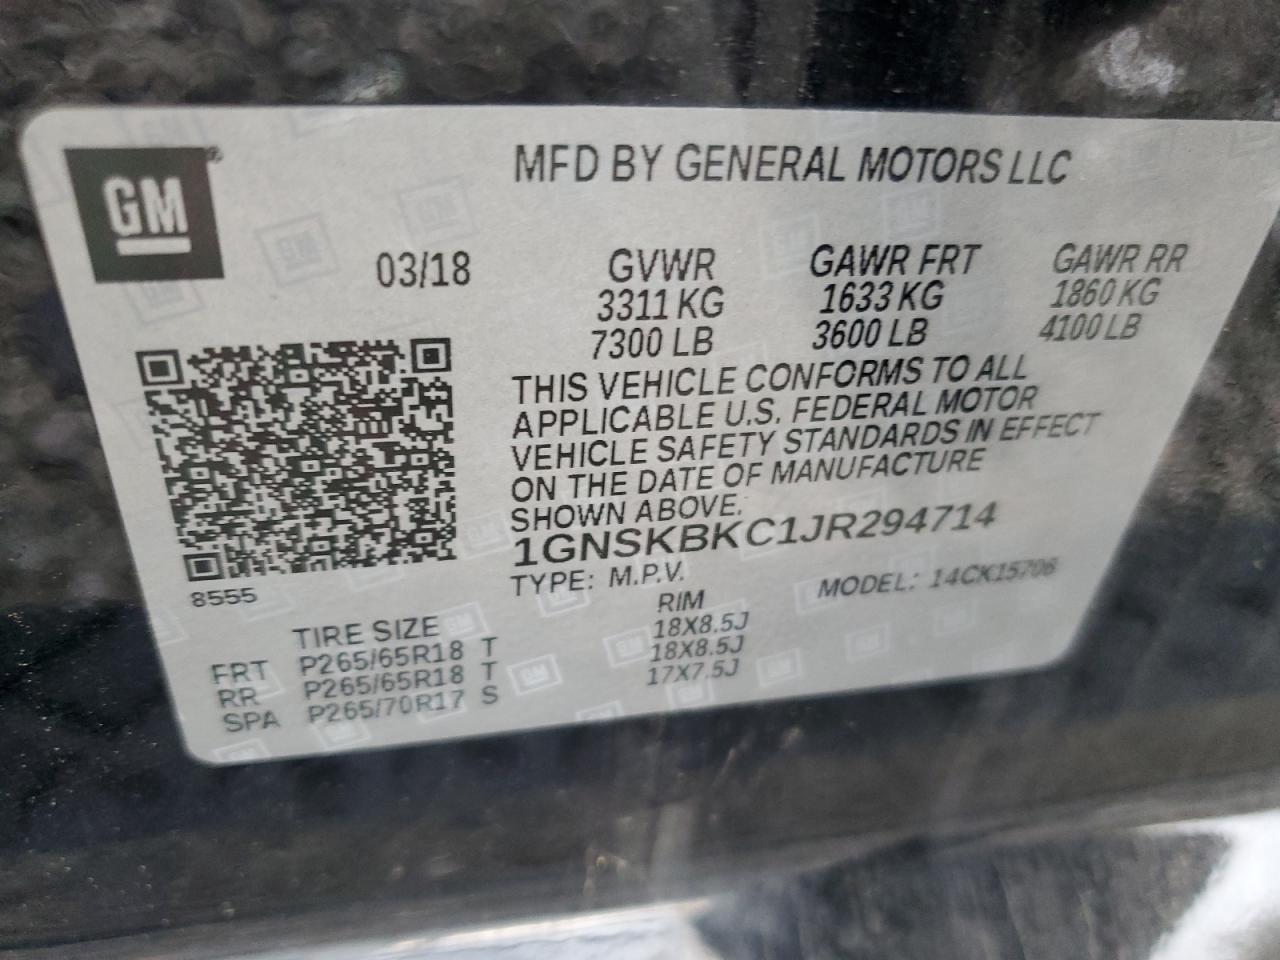 GM®
MFD BY GENERAL MOTORS LLC
03/18 GVWR GAWR FRT GAWR RR
3311 KG 1633 KG 1860 KG
7300 LB 3600 LB 4100 LB
THIS VEHICLE CONFORMS TO ALL
APPLICABLE U.S. FEDERAL MOTOR
VEHICLE SAFETY STANDARDS IN EFFECT
ON THE DATE OF MANUFACTURE
SHOWN ABOVE.
1GNSKBKC1JR294714
TYPE: M.P.V. MODEL: 14CK15706
8555
TIRE SIZE RIM
FRT P265/65R18 T 18X8.5J
RR P265/65R18 T 18X8.5J
SPA P265/70R17 S 17X7.5J